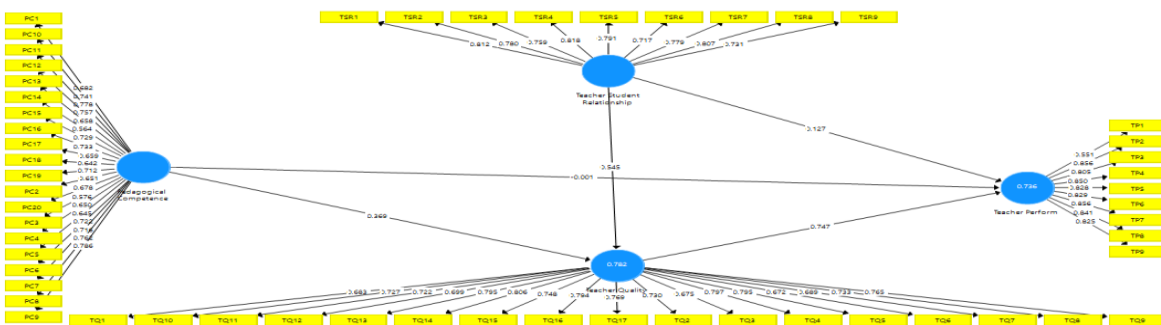 PC1
PC10
PC11
PC12
PC13
PC14
PC15
PC16
PC17
PC18
PC19
PC2
PC20
PC3
PC4
PC5
PC6
PC7
PC8
PC9
0.682
0.741
0.778
0.757
0.658
0.564
0.729
0.733
0.659
0.642
0.712
0.651
0.678
0.576
0.650
0.645
0.722
0.762
0.786
Pedagogical
Competence
TSR1 TSR2 TSR3 TSR4 TSR5 TSR6 TSR7 TSR8 TSR9
0.812 0.780 0.759 0.818 0.791 0.717 0.779 0.807 0.731
Teacher Student
Relationship
0.127
0.545
-0.001
0.369
0.747
TP1
TP2
TP3
TP4
TP5
TP6
TP7
TP8
TP9
0.551
0.856
0.805
0.850
0.828
0.829
0.858
0.841
0.825
0.736
Teacher Perform
0.782
Teacher Quality
0.683 0.727 0.722 0.699 0.795 0.806 0.748 0.784 0.769 0.730 0.675 0.797 0.795 0.672 0.689 0.733 0.765
TQ1 TQ10 TQ11 TQ12 TQ13 TQ14 TQ15 TQ16 TQ17 TQ2 TQ3 TQ4 TQ5 TQ6 TQ7 TQ8 TQ9